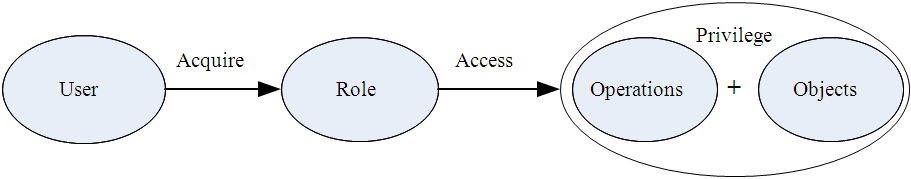 Privilege
Acquire
Access
User
Role
Operations
+
Objects